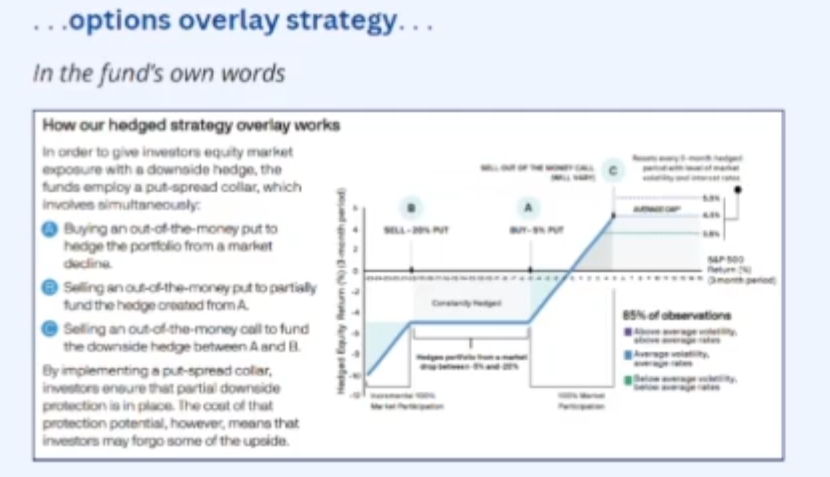 ...options overlay strategy...
In the fund's own words
How our hedged strategy overlay works
In order to give investors equity market
exposure with a downside hedge, the
funds employ a put-spread collar, which
involves simultaneously:
A Buying an out-of-the-money put to
hedge the portfolio from a market
decline.
B Selling an out-of-the-money put to partially
fund the hedge created from A.
C Selling an out-of-the-money call to fund
the downside hedge between A and B.
By implementing a put-spread collar,
investors ensure that partial downside
protection is in place. The cost of that
protection potential, however, means that
investors may forgo some of the upside.
Hedged Equity Return (%) (3-month period)
B
SELL -20% PUT
A
BUY -5% PUT
SELL OUT OF THE MONEY CALL
(WILL VARY)
C
Resets every 3-month hedged
period with level of market
volatility and interest rates
AVERAGE CAP*
S&P 500
Return (%)
(3-month period)
Constantly Hedged
Hedges portfolio from a market
drop between -5% and -20%
Incremental 100%
Market Participation
100% Market
Participation
85% of observations
Above average volatility,
above average rates
Average volatility,
average rates
Below average volatility,
below average rates